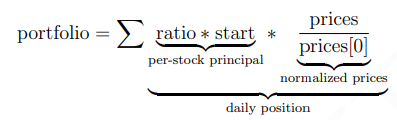 portfolio = ∑ ratio ∗ start ∗ prices / prices[0]
per-stock principal
normalized prices
daily position